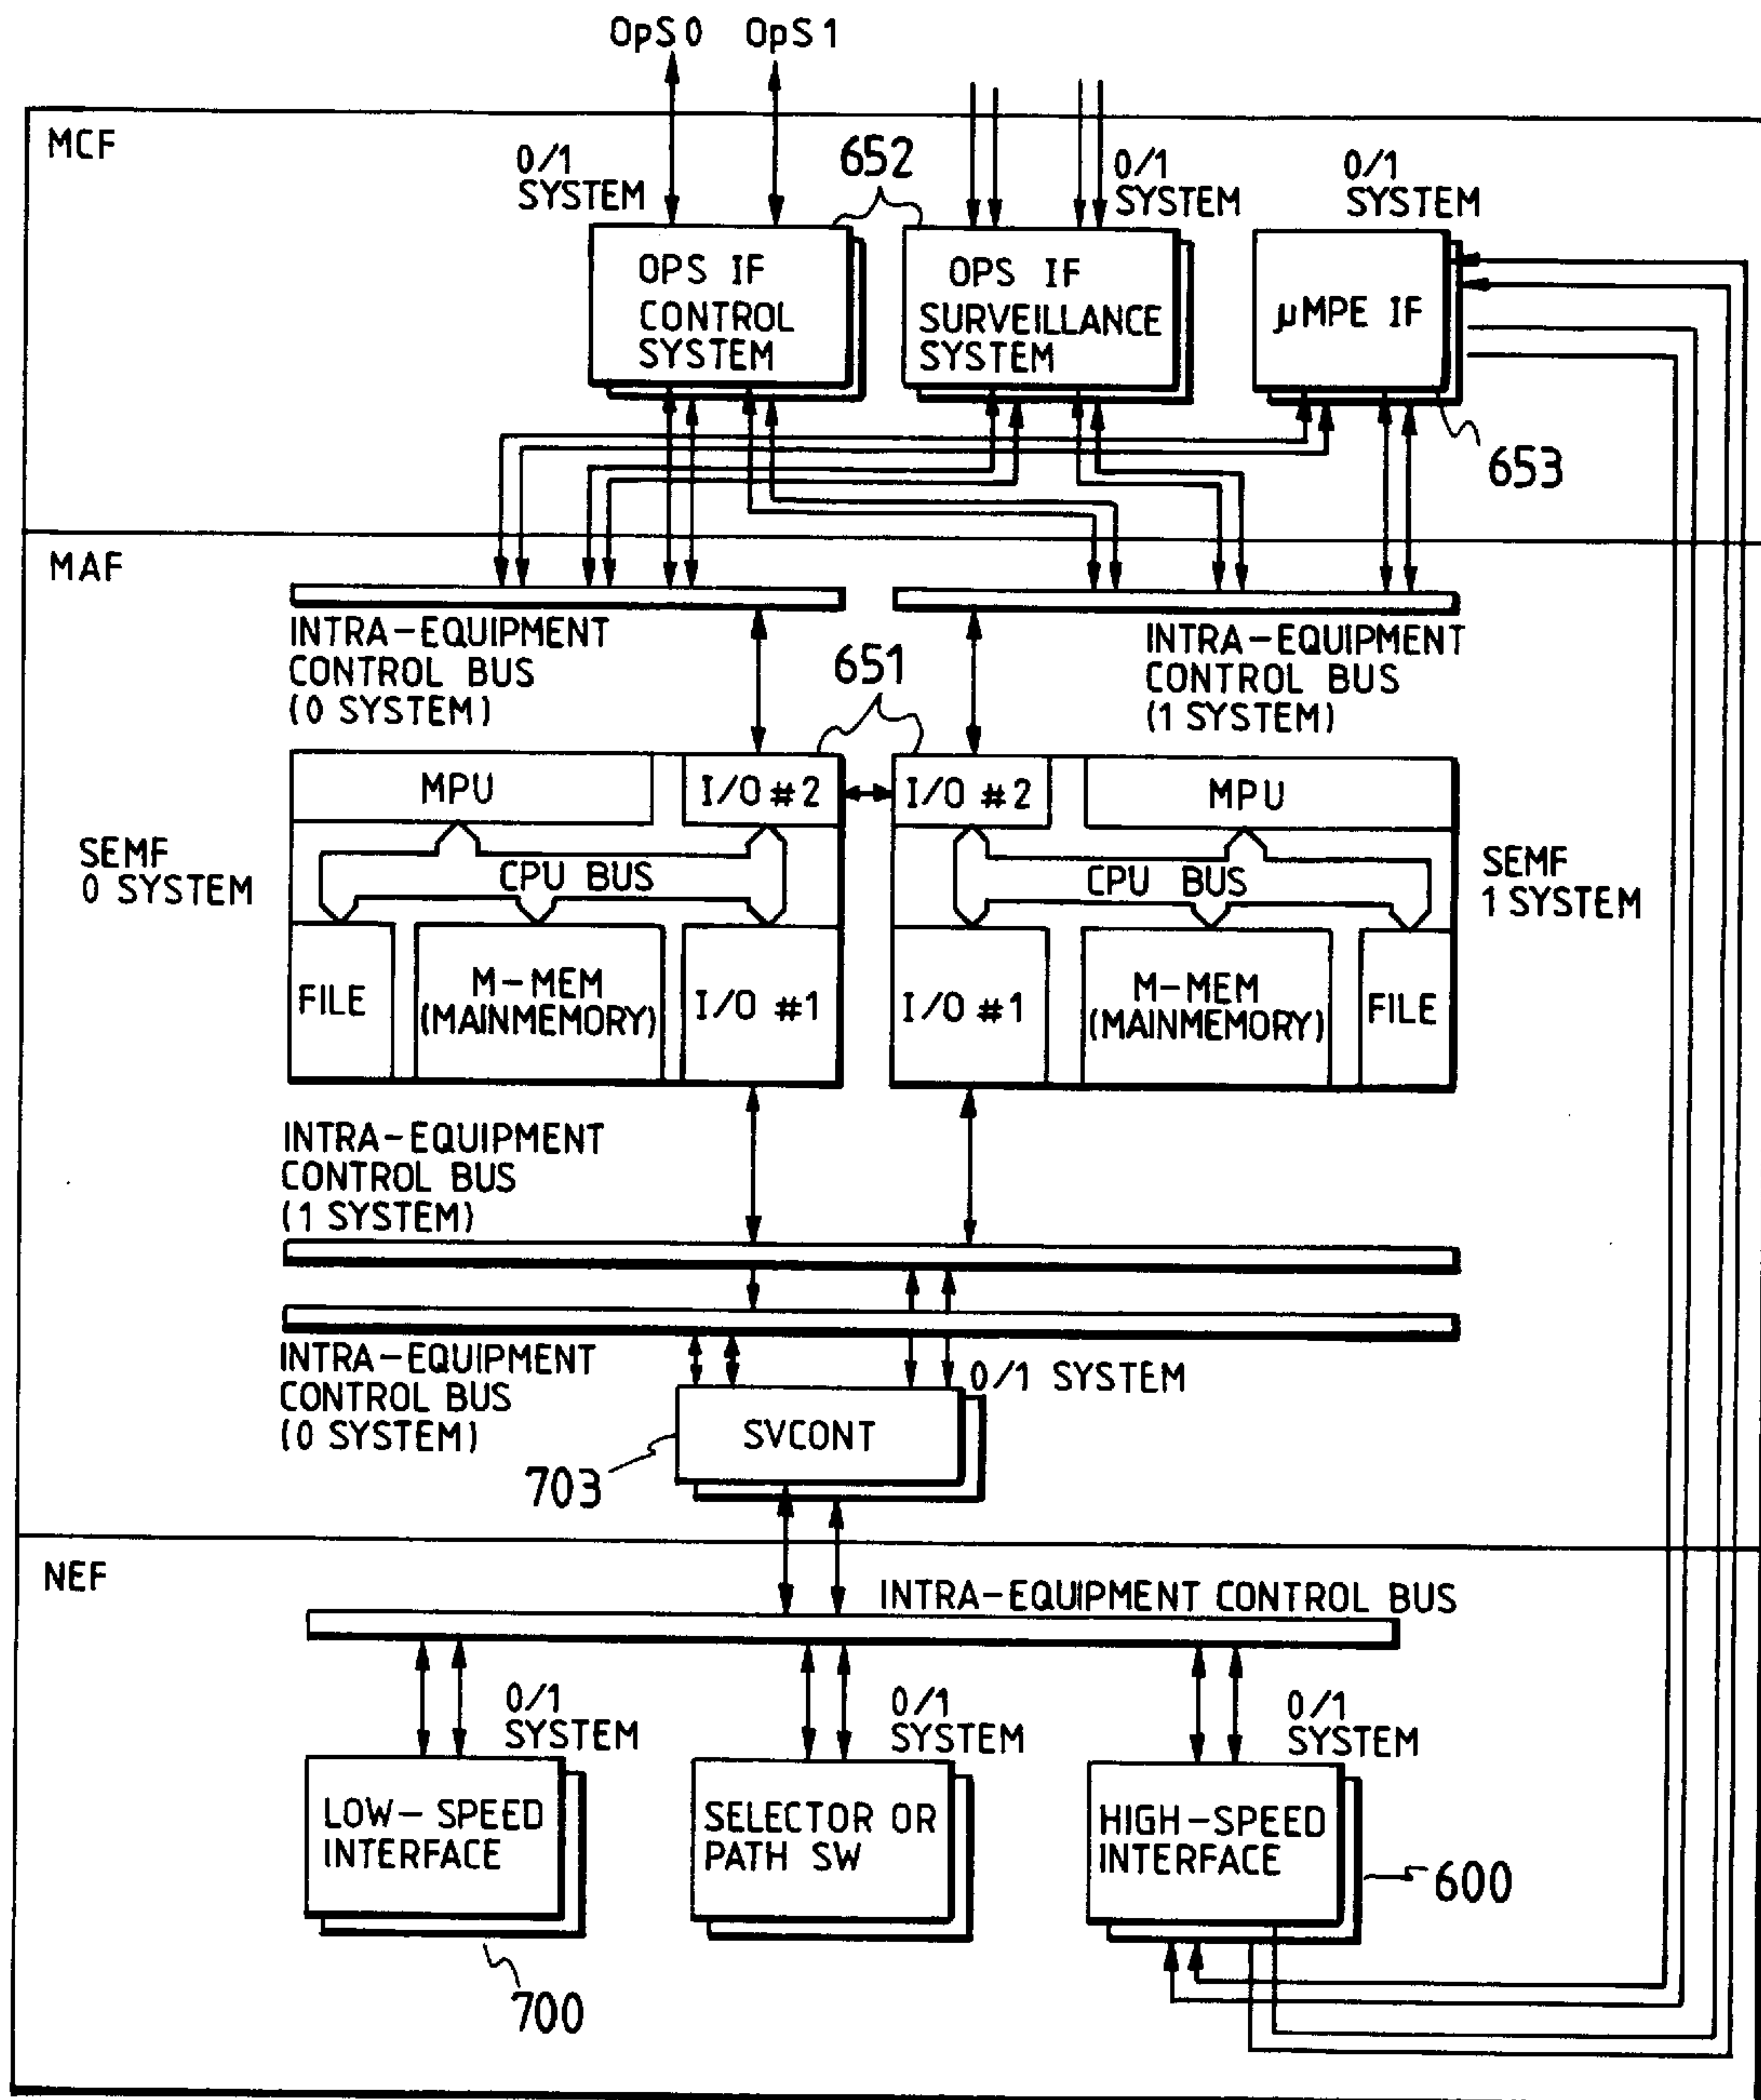 OpS 0 OpS 1
MCF
0/1
SYSTEM
652
0/1
SYSTEM
0/1
SYSTEM
OPS IF
CONTROL
SYSTEM
OPS IF
SURVEILLANCE
SYSTEM
µMPE IF
653
MAF
INTRA-EQUIPMENT
CONTROL BUS
(0 SYSTEM)
651
INTRA-EQUIPMENT
CONTROL BUS
(1 SYSTEM)
MPU
I/O #2
I/O #2
MPU
SEMF
0 SYSTEM
CPU BUS
CPU BUS
SEMF
1 SYSTEM
FILE
M-MEM
(MAINMEMORY)
I/O #1
I/O #1
M-MEM
(MAINMEMORY)
FILE
INTRA-EQUIPMENT
CONTROL BUS
(1 SYSTEM)
INTRA-EQUIPMENT
CONTROL BUS
(0 SYSTEM)
0/1 SYSTEM
SVCONT
703
NEF
INTRA-EQUIPMENT CONTROL BUS
0/1
SYSTEM
0/1
SYSTEM
0/1
SYSTEM
LOW-SPEED
INTERFACE
SELECTOR OR
PATH SW
HIGH-SPEED
INTERFACE
600
700